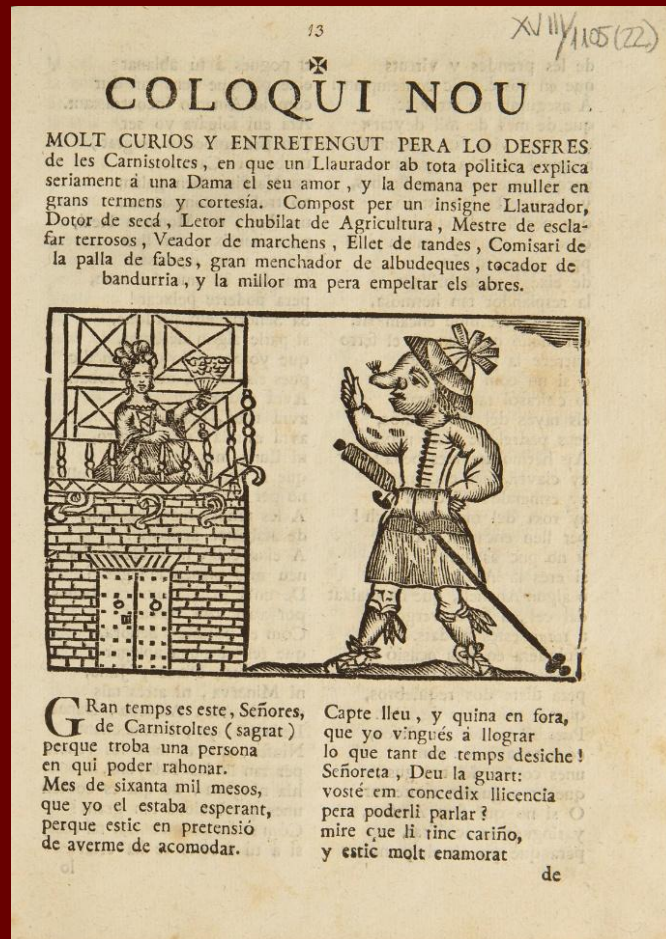 13
XVIII/1105(22)
COLOQUI NOU
MOLT CURIOS Y ENTRETENGUT PERA LO DESFRES
de les Carnistoltes, en que un Llaurador ab tota politica explica
seriament á una Dama el seu amor, y la demana per muller en
grans termens y cortesía. Compost per un insigne Llaurador,
Dotor de secá, Letor chubilat de Agricultura, Mestre de escla-
far terrosos, Veador de marchens, Ellet de tandes, Comisari de
la palla de fabes, gran menchador de albudeques, tocador de
bandurria, y la millor ma pera empeltar els abres.
GRan temps es este, Señores,
de Carnistoltes (sagrat)
perque troba una persona
en qui poder rahonar.
Mes de sixanta mil mesos,
que yo el estaba esperant,
perque estic en pretensió
de averme de acomodar.
Capte lleu, y quina en fora,
que yo vingués á llograr
lo que tant de temps desiche!
Señoreta, Deu la guart:
vosté em concedix llicencia
pera poderli parlar?
mire que li tinc cariño,
y estic molt enamorat
de